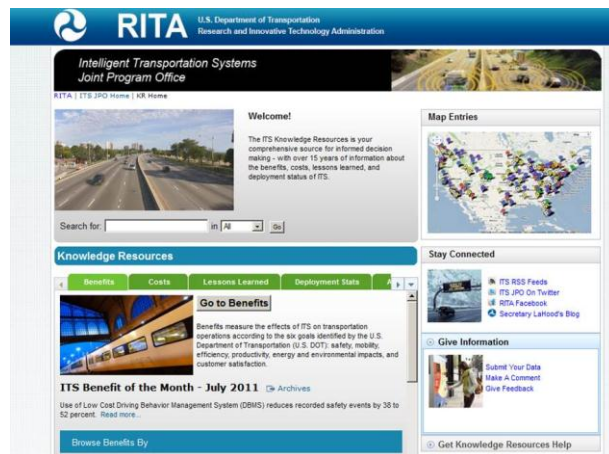 RITA
U.S. Department of Transportation
Research and Innovative Technology Administration
Intelligent Transportation Systems
Joint Program Office
RITA | ITS JPO Home | KR Home
Welcome!
The ITS Knowledge Resources is your
comprehensive source for informed decision
making - with over 15 years of information about
the benefits, costs, lessons learned, and
deployment status of ITS.
Search for:
in All
Go
Map Entries
Knowledge Resources
Benefits
Costs
Lessons Learned
Deployment Stats
A
Go to Benefits
Benefits measure the effects of ITS on transportation
operations according to the six goals identified by the U.S.
Department of Transportation (U.S. DOT): safety, mobility,
efficiency, productivity, energy and environmental impacts, and
customer satisfaction.
ITS Benefit of the Month - July 2011
Archives
Use of Low Cost Driving Behavior Management System (DBMS) reduces recorded safety events by 38 to
52 percent. Read more...
Browse Benefits By
Stay Connected
ITS RSS Feeds
ITS JPO On Twitter
RITA Facebook
Secretary LaHood's Blog
Give Information
Submit Your Data
Make A Comment
Give Feedback
Get Knowledge Resources Help